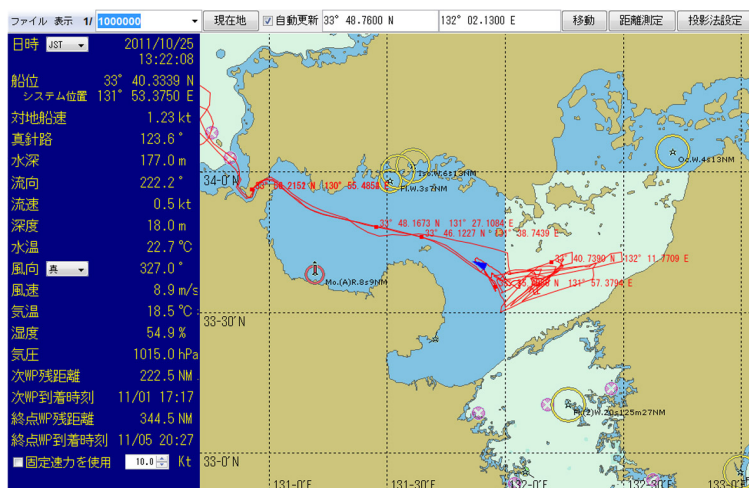 ファイル 表示 1/ 1000000 現在地 自動更新 33° 48.7600 N 132° 02.1300 E 移動 距離測定 投影法設定
日時 JST 2011/10/25
13:22:08
船位 33° 40.3339 N
システム位置 131° 53.3750 E
対地船速 1.23 kt
真針路 123.6°
水深 177.0 m
流向 222.2°
流速 0.5 kt
深度 18.0 m
水温 22.7 ℃
風向 真 327.0°
風速 8.9 m/s
気温 18.5 ℃
湿度 54.9 %
気圧 1015.0 hPa
次WP残距離 222.5 NM
次WP到着時刻 11/01 17:17
終点WP残距離 344.5 NM
終点WP到着時刻 11/05 20:27
固定速力を使用 10.0 Kt
Oc.W.4s13NM
Iso.W.6s13NM
34-0'N
Fl.W.3s7NM
33° 48.1673 N 131° 27.1084 E
33° 46.1227 N 131° 38.7439 E
40.7390 N 132° 11.7709 E
Mo.(A)R.8s9NM
131° 57.3794 E
33-30'N
Fl.(2)W.20s125m27NM
33-0'N
131-0'E
131-30'E
132-0'E
132-30'E
133-0'E